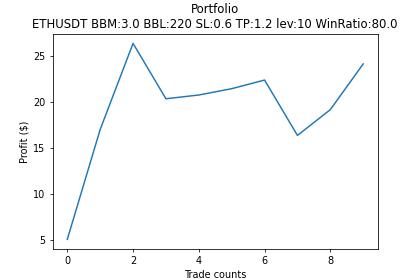 Portfolio
ETHUSDT BBM:3.0 BBL:220 SL:0.6 TP:1.2 lev:10 WinRatio:80.0
25
20
15
10
5
Profit ($)
0 2 4 6 8
Trade counts